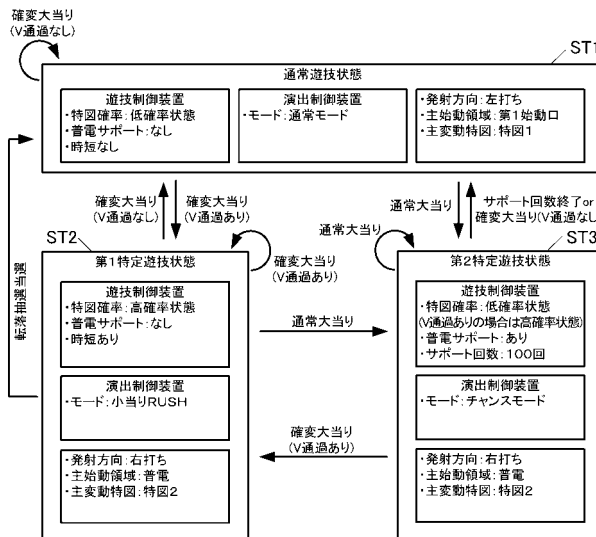 確変大当り
(V通過なし)
ST1
通常遊技状態
遊技制御装置
・特図確率:低確率状態
・普電サポート:なし
・時短なし
演出制御装置
・モード:通常モード
・発射方向:左打ち
・主始動領域:第1始動口
・主変動特図:特図1
確変大当り
(V通過なし)
確変大当り
(V通過あり)
通常大当り
サポート回数終了or
確変大当り(V通過なし)
転落抽選当選
ST2
第1特定遊技状態
遊技制御装置
・特図確率:高確率状態
・普電サポート:なし
・時短あり
演出制御装置
・モード:小当りRUSH
・発射方向:右打ち
・主始動領域:普電
・主変動特図:特図2
確変大当り
(V通過あり)
通常大当り
通常大当り
確変大当り
(V通過あり)
ST3
第2特定遊技状態
遊技制御装置
・特図確率:低確率状態
(V通過ありの場合は高確率状態)
・普電サポート:あり
・サポート回数:100回
演出制御装置
・モード:チャンスモード
・発射方向:右打ち
・主始動領域:普電
・主変動特図:特図2